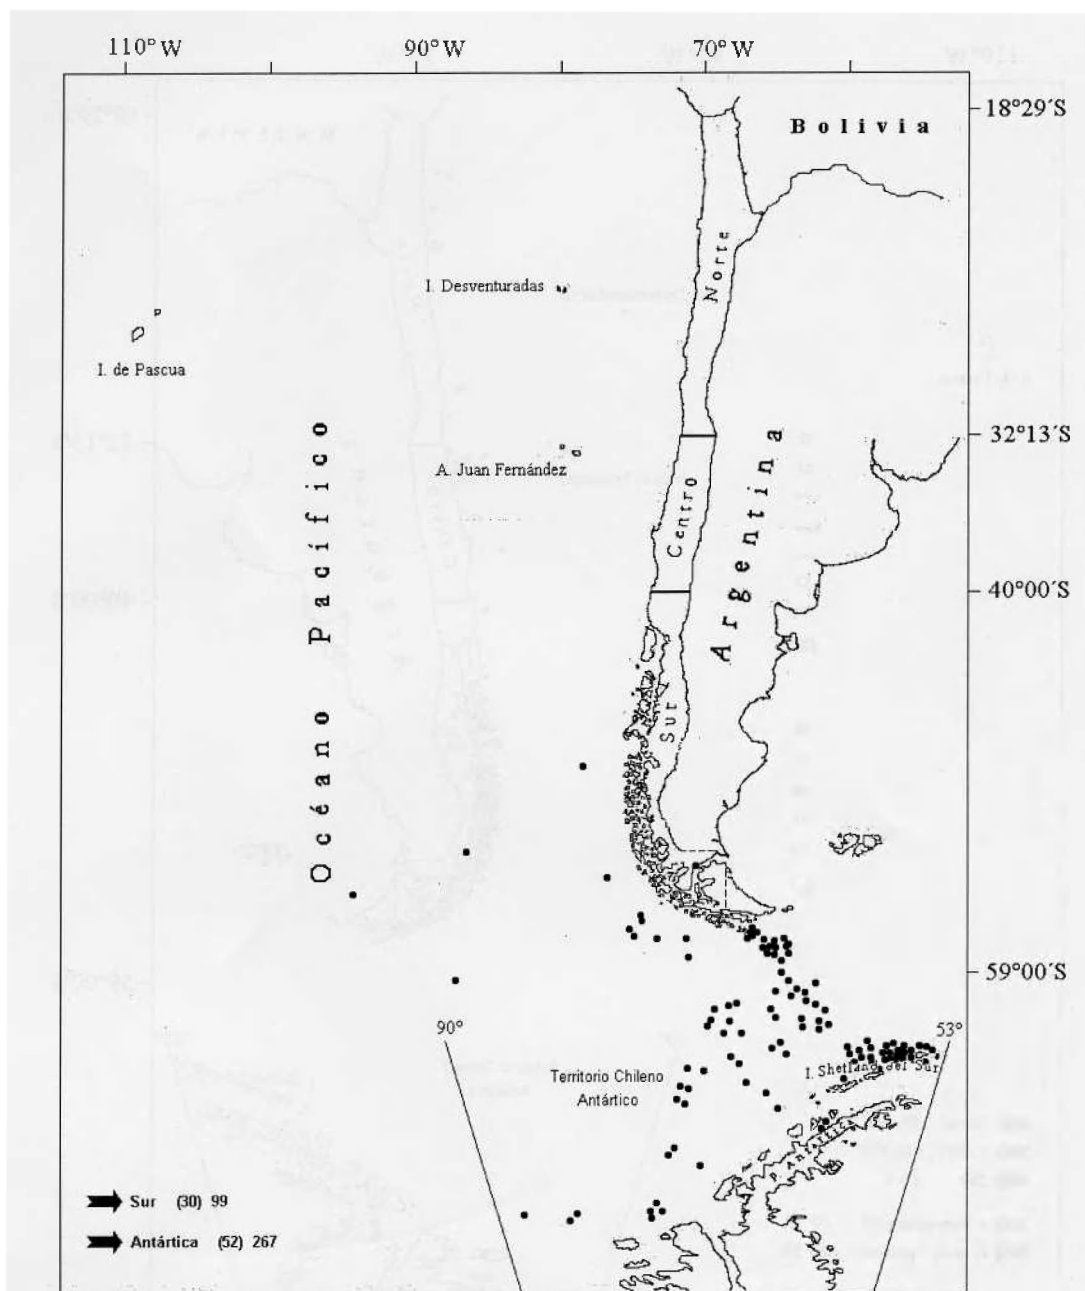 110° W 90° W 70° W
18°29´S
Bolivia
Norte
I. Desventuradas
I. de Pascua
32°13´S
A. Juan Fernández
Océano Pacífico
Centro
Argentina
40°00´S
Sur
59°00´S
90°
53°
I. Shetland del Sur
Territorio Chileno
Antártico
P. Antártica
Sur (30) 99
Antártica (52) 267